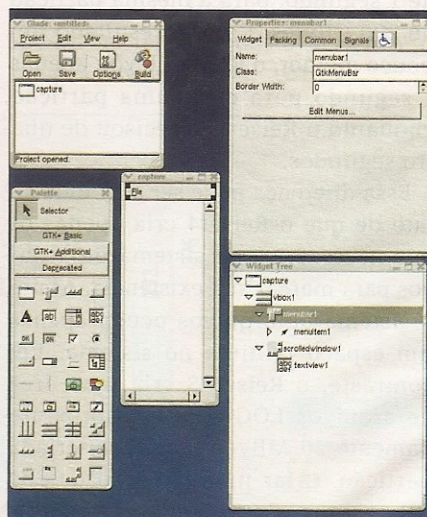 Glade: <untitled>
Project Edit View Help
Open Save Options Build
capture
Project opened.
Properties: menubar1
Widget Packing Common Signals
Name: menubar1
Class: GtkMenuBar
Border Width: 0
Edit Menus...
Palette
Selector
GTK+ Basic
GTK+ Additional
Deprecated
capture
File
Widget Tree
capture
vbox1
menubar1
menuitem1
scrolledwindow1
textview1